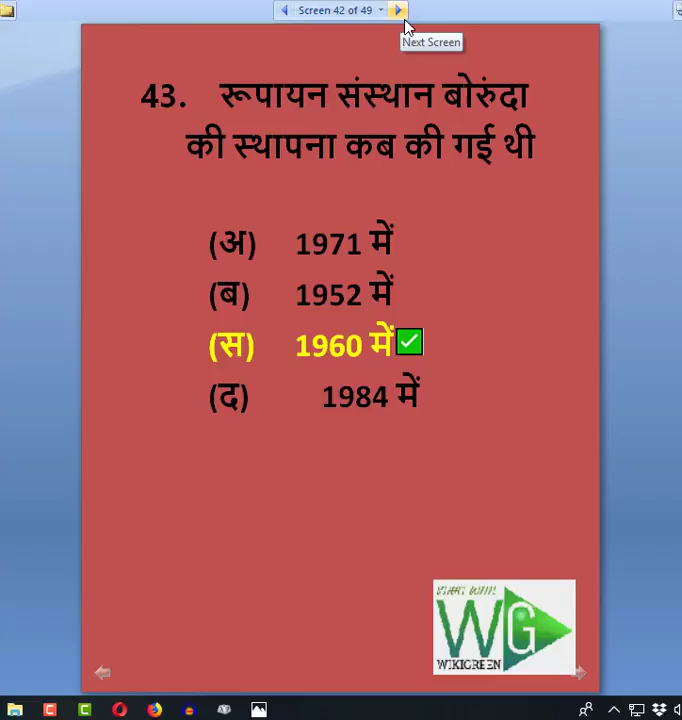 Screen 42 of 49
Next Screen
43. रूपायन संस्थान बोरुंदा
की स्थापना कब की गई थी
(अ) 1971 में
(ब) 1952 में
(स) 1960 में
(द) 1984 में
START WITH
WG
WIKIGREEN